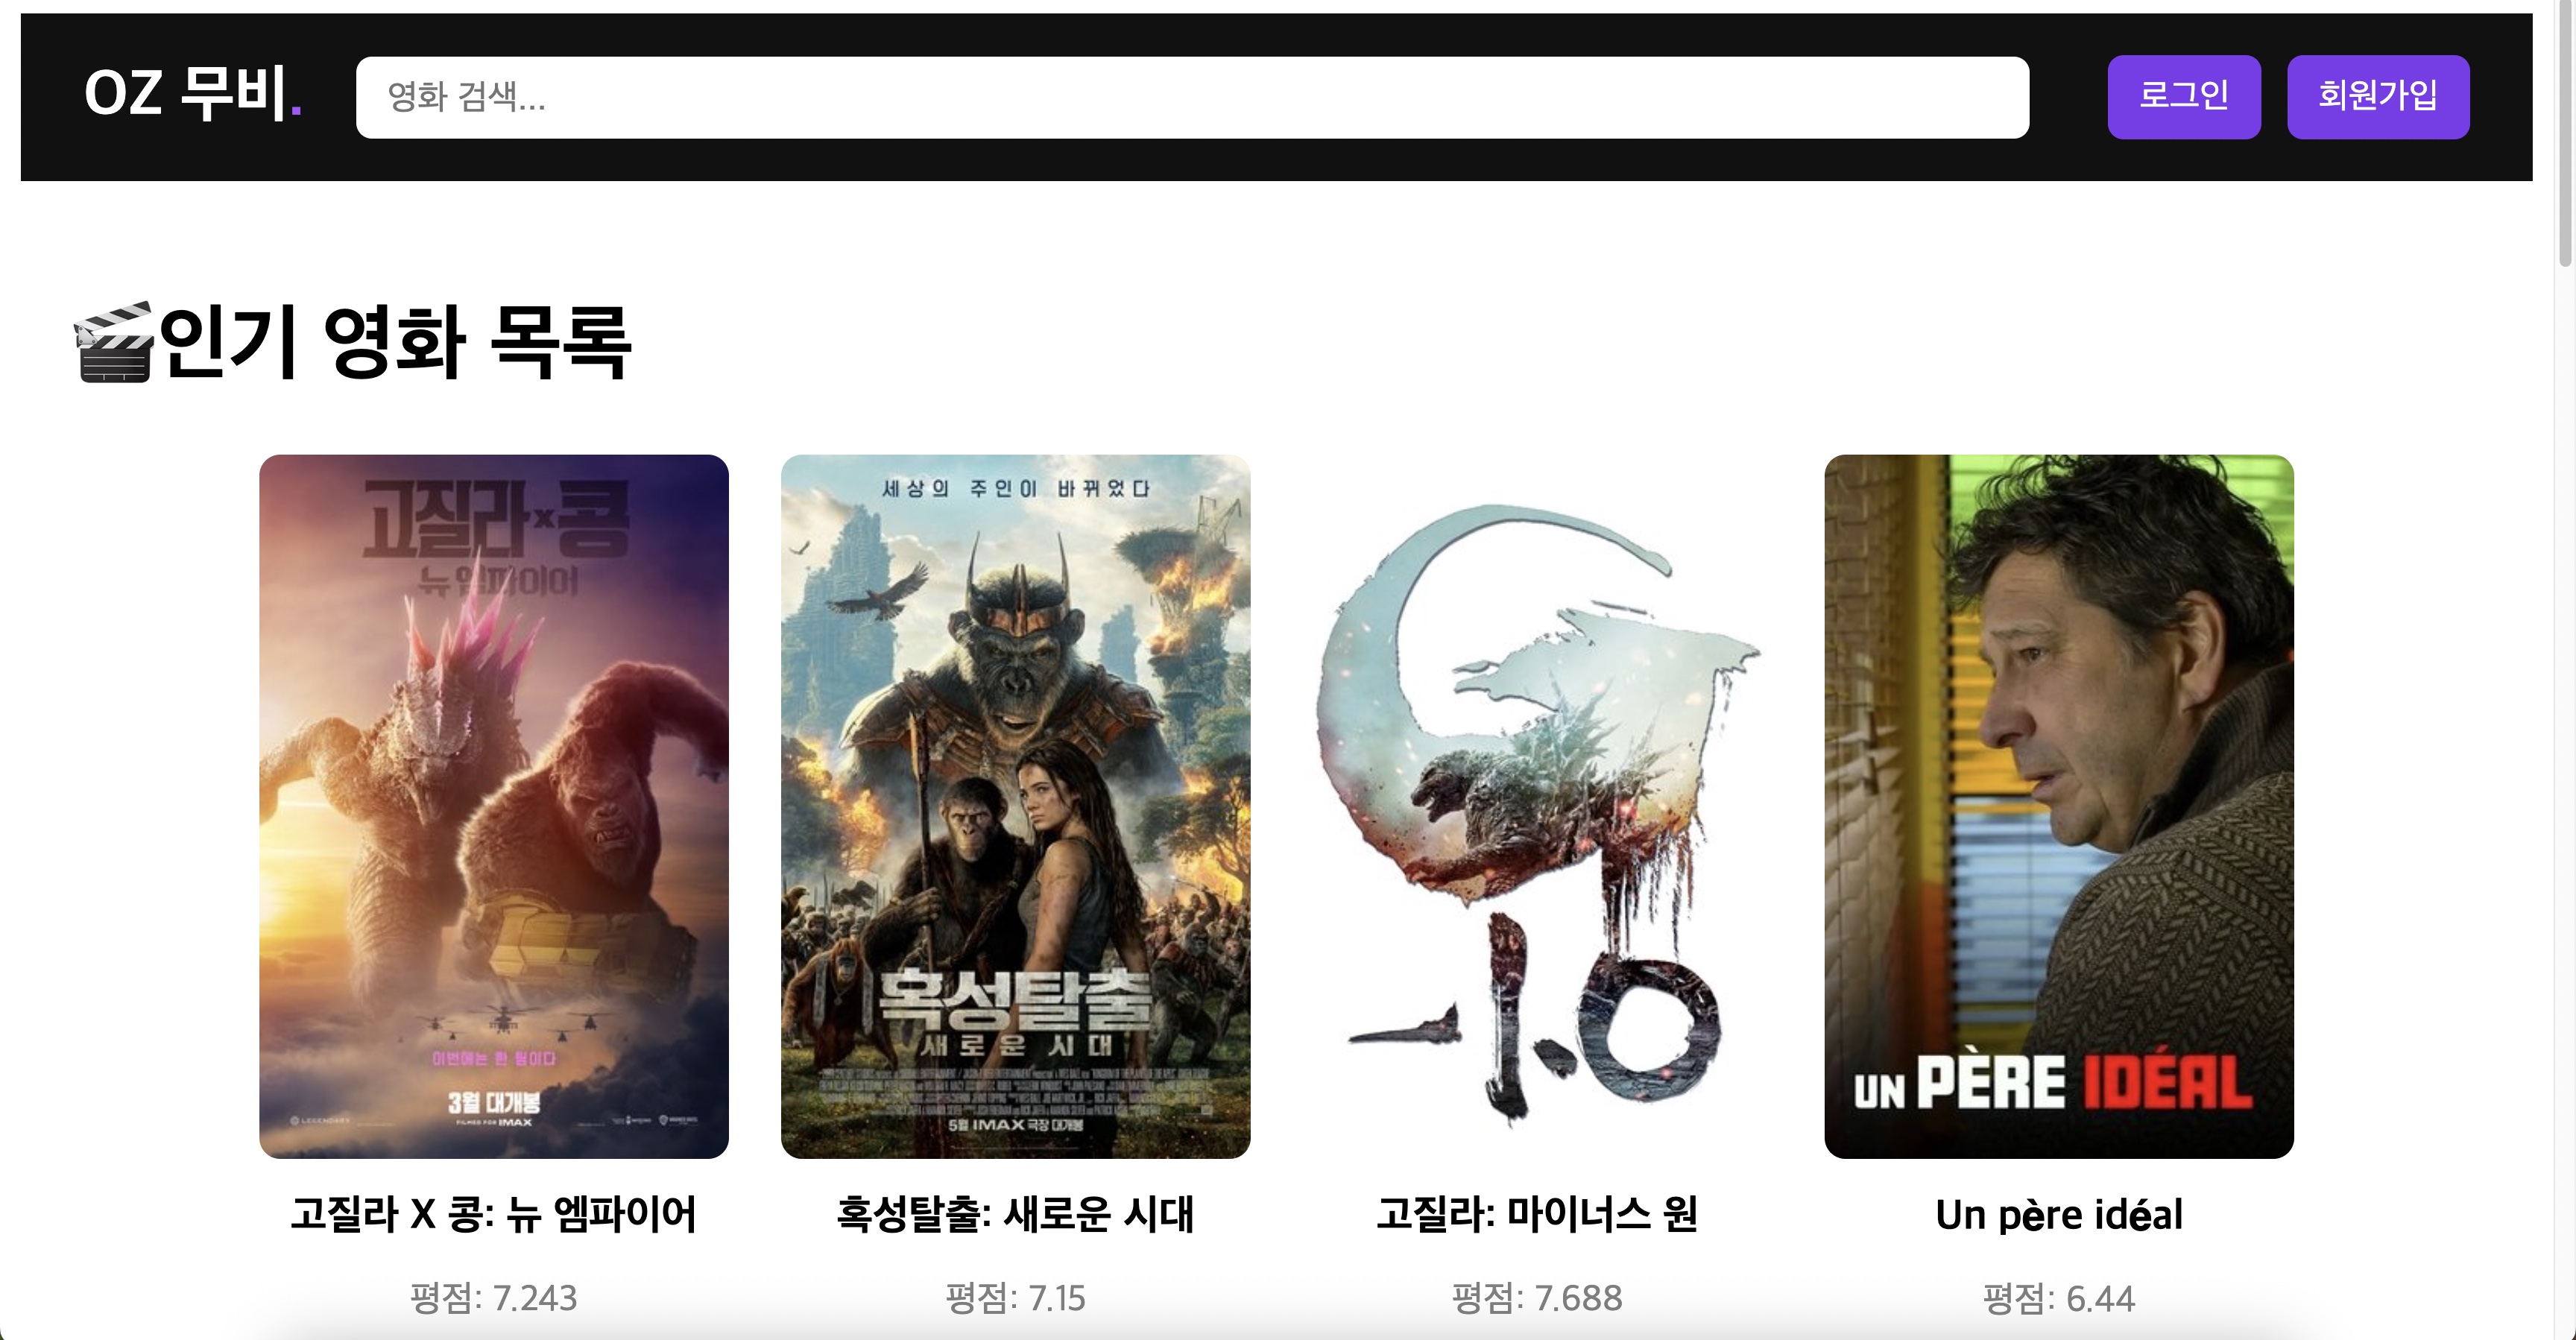 OZ 무비.
영화 검색...
로그인
회원가입
🎬인기 영화 목록
고질라x콩
뉴 엠파이어
이번에는 한 팀이다
3월 대개봉
FILMED FOR IMAX
LEGENDARY
세상의 주인이 바뀌었다
혹성탈출
새로운 시대
5월 IMAX 극장 대개봉
G
-1.0
UN PÈRE IDÉAL
고질라 X 콩: 뉴 엠파이어
혹성탈출: 새로운 시대
고질라: 마이너스 원
Un père idéal
평점: 7.243
평점: 7.15
평점: 7.688
평점: 6.44